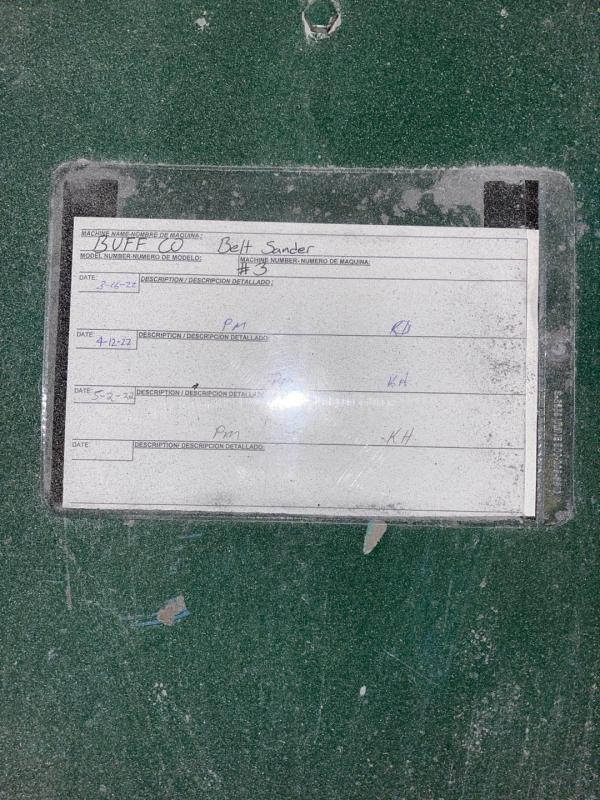 MACHINE NAME-NOMBRE DE MAQUINA:
BUFF CO Belt Sander
MODEL NUMBER-NUMERO DE MODELO: MACHINE NUMBER- NUMERO DE MAQUINA:
#3
DATE: 3-16-22 DESCRIPTION / DESCRIPCION DETALLADO:
PM KH
DATE: 4-12-22 DESCRIPTION / DESCRIPCION DETALLADO:
KH
DATE: 5-2-22 DESCRIPTION / DESCRIPCION DETALLADO
PM KH
DATE: DESCRIPTION/ DESCRIPCION DETALLADO: